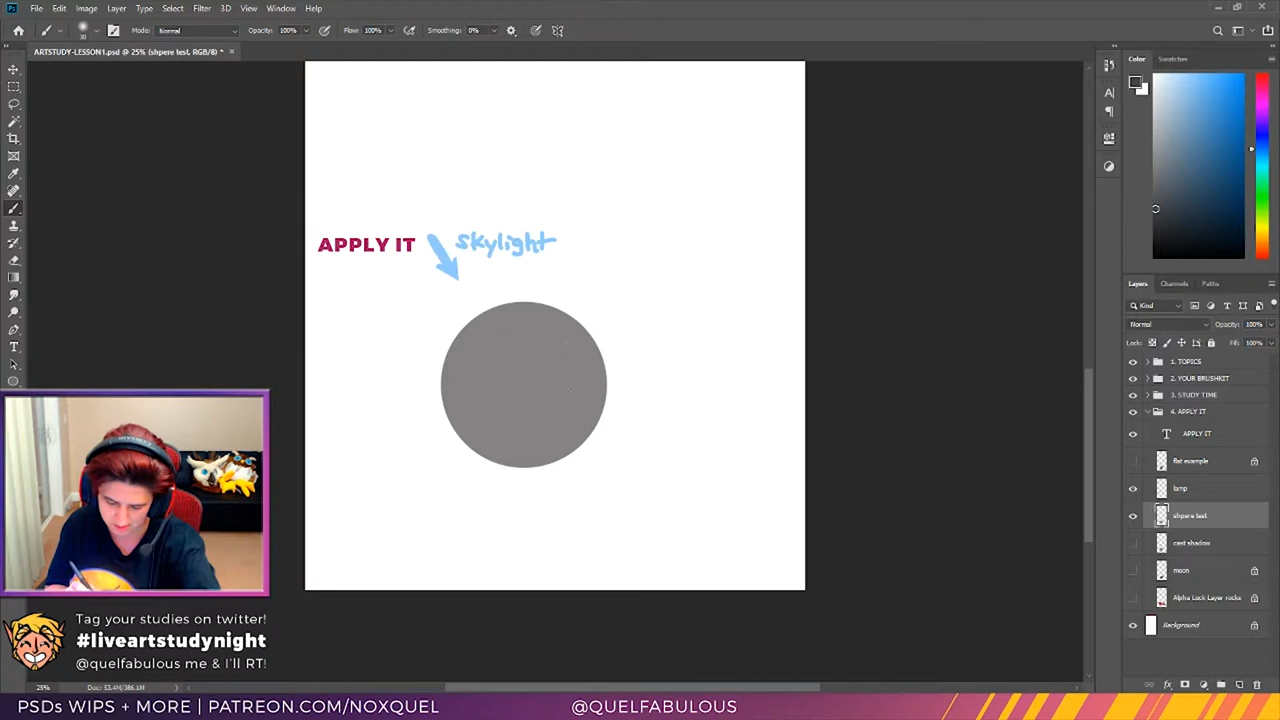 File Edit Image Layer Type Select Filter 3D View Window Help
Mode: Normal Opacity: 100% Flow: 100% Smoothing: 0%
ARTSTUDY-LESSON1.psd @ 25% (shpere test, RGB/8) *
Color Swatches
APPLY IT
skylight
Layers Channels Paths
Kind
Normal Opacity: 100%
Lock: Fill: 100%
1. TOPICS
2. YOUR BRUSHKIT
3. STUDY TIME
4. APPLY IT
APPLY IT
flat example
lamp
shpere test
cast shadow
moon
Alpha Lock Layer rocks
Background
Tag your studies on twitter!
#liveartstudynight
@quelfabulous me & I'll RT!
25% Doc: 53.4M/386.1M
PSDs WIPS + MORE | PATREON.COM/NOXQUEL
@QUELFABULOUS